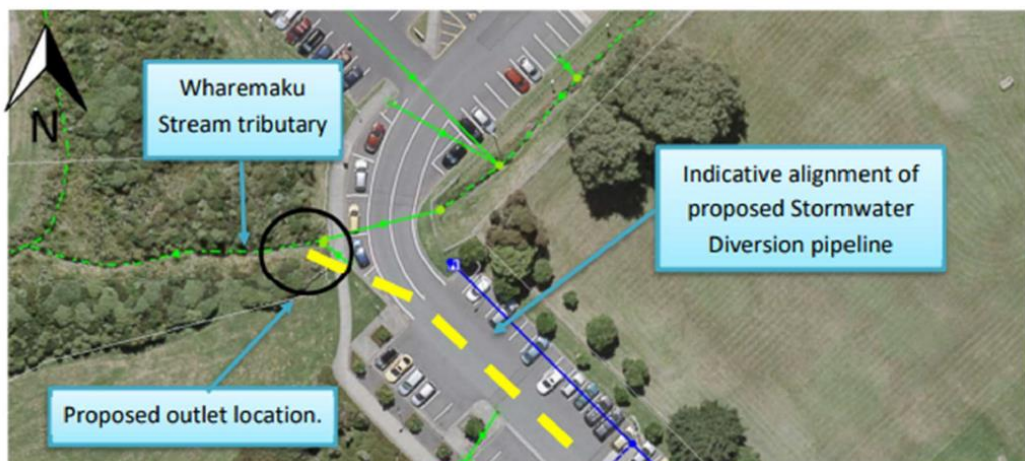 N
Wharemaku
Stream tributary
Indicative alignment of
proposed Stormwater
Diversion pipeline
Proposed outlet location.